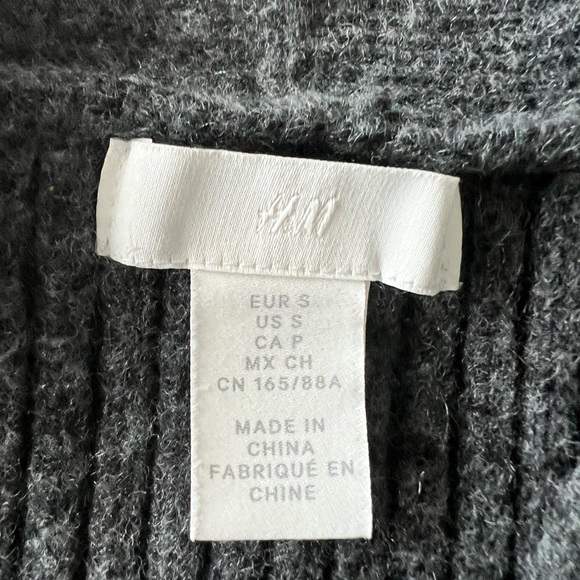 H&M
EUR S
US S
CA P
MX CH
CN 165/88A
MADE IN
CHINA
FABRIQUÉ EN
CHINE